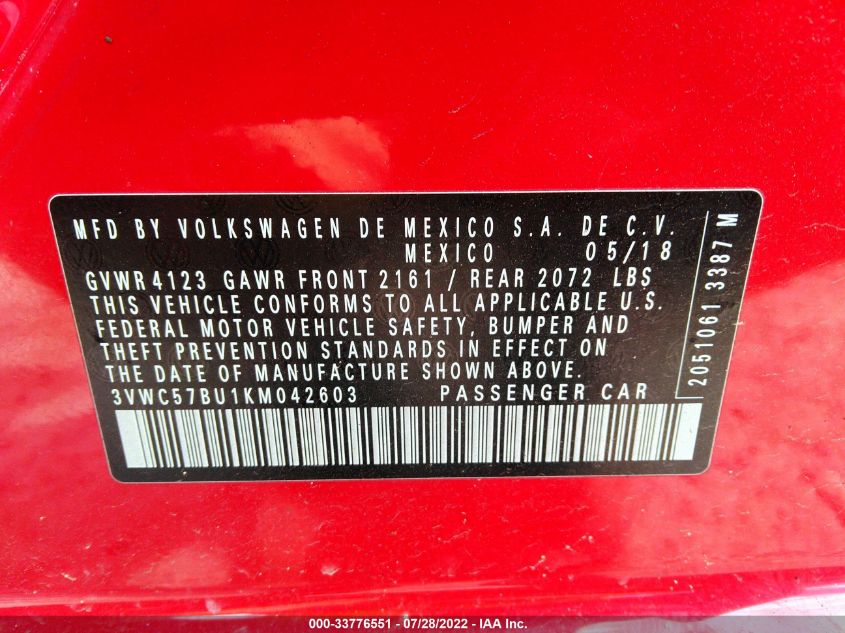 MFD BY VOLKSWAGEN DE MEXICO S.A. DE C.V.
MEXICO 05/18
GVWR 4123 GAWR FRONT 2161 / REAR 2072 LBS
THIS VEHICLE CONFORMS TO ALL APPLICABLE U.S.
FEDERAL MOTOR VEHICLE SAFETY, BUMPER AND
THEFT PREVENTION STANDARDS IN EFFECT ON
THE DATE OF MANUFACTURE SHOWN ABOVE.
3VWC57BU1KM042603 PASSENGER CAR
2051061 3387 M
000-33776551 - 07/28/2022 - IAA Inc.